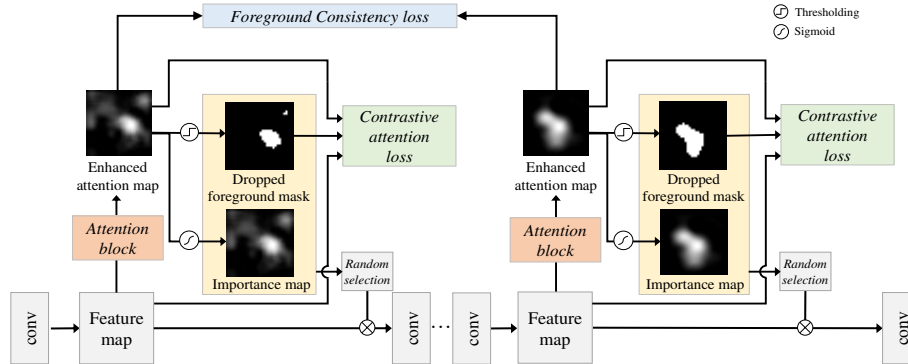 Foreground Consistency loss
Thresholding
Sigmoid
Enhanced
attention map
Dropped
foreground mask
Contrastive
attention
loss
Attention
block
Importance map
Random
selection
conv
Feature
map
conv
...
conv
Enhanced
attention map
Dropped
foreground mask
Contrastive
attention
loss
Attention
block
Importance map
Random
selection
Feature
map
conv